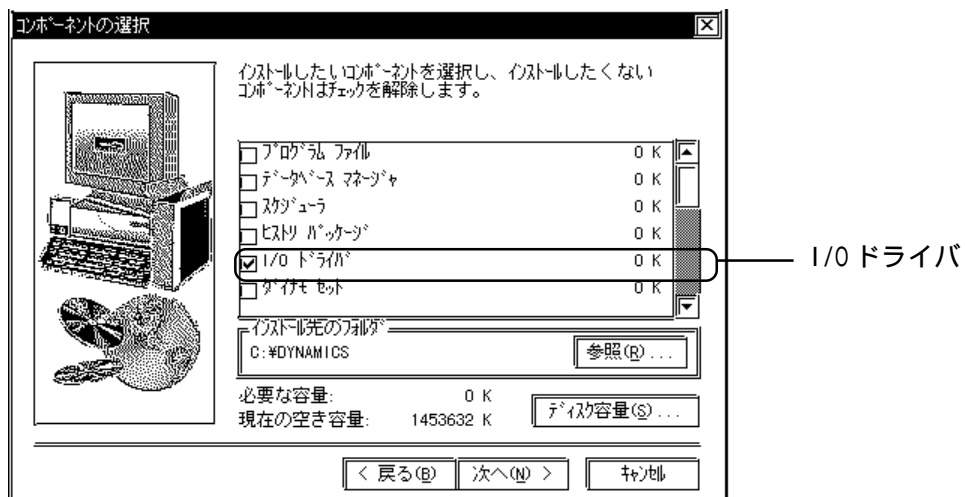 コンポーネントの選択
インストールしたいコンポーネントを選択し、インストールしたくない
コンポーネントはチェックを解除します。
プログラム ファイル 0 K
データベース マネージャ 0 K
スケジューラ 0 K
ヒストリ パッケージ 0 K
I/O ドライバ 0 K
I/O ドライバ
ダイナモ セット 0 K
インストール先のフォルダ
C:¥DYNAMICS
参照(R)...
必要な容量: 0 K
現在の空き容量: 1453632 K
ディスク容量(S)...
< 戻る(B)
次へ(N) >
キャンセル